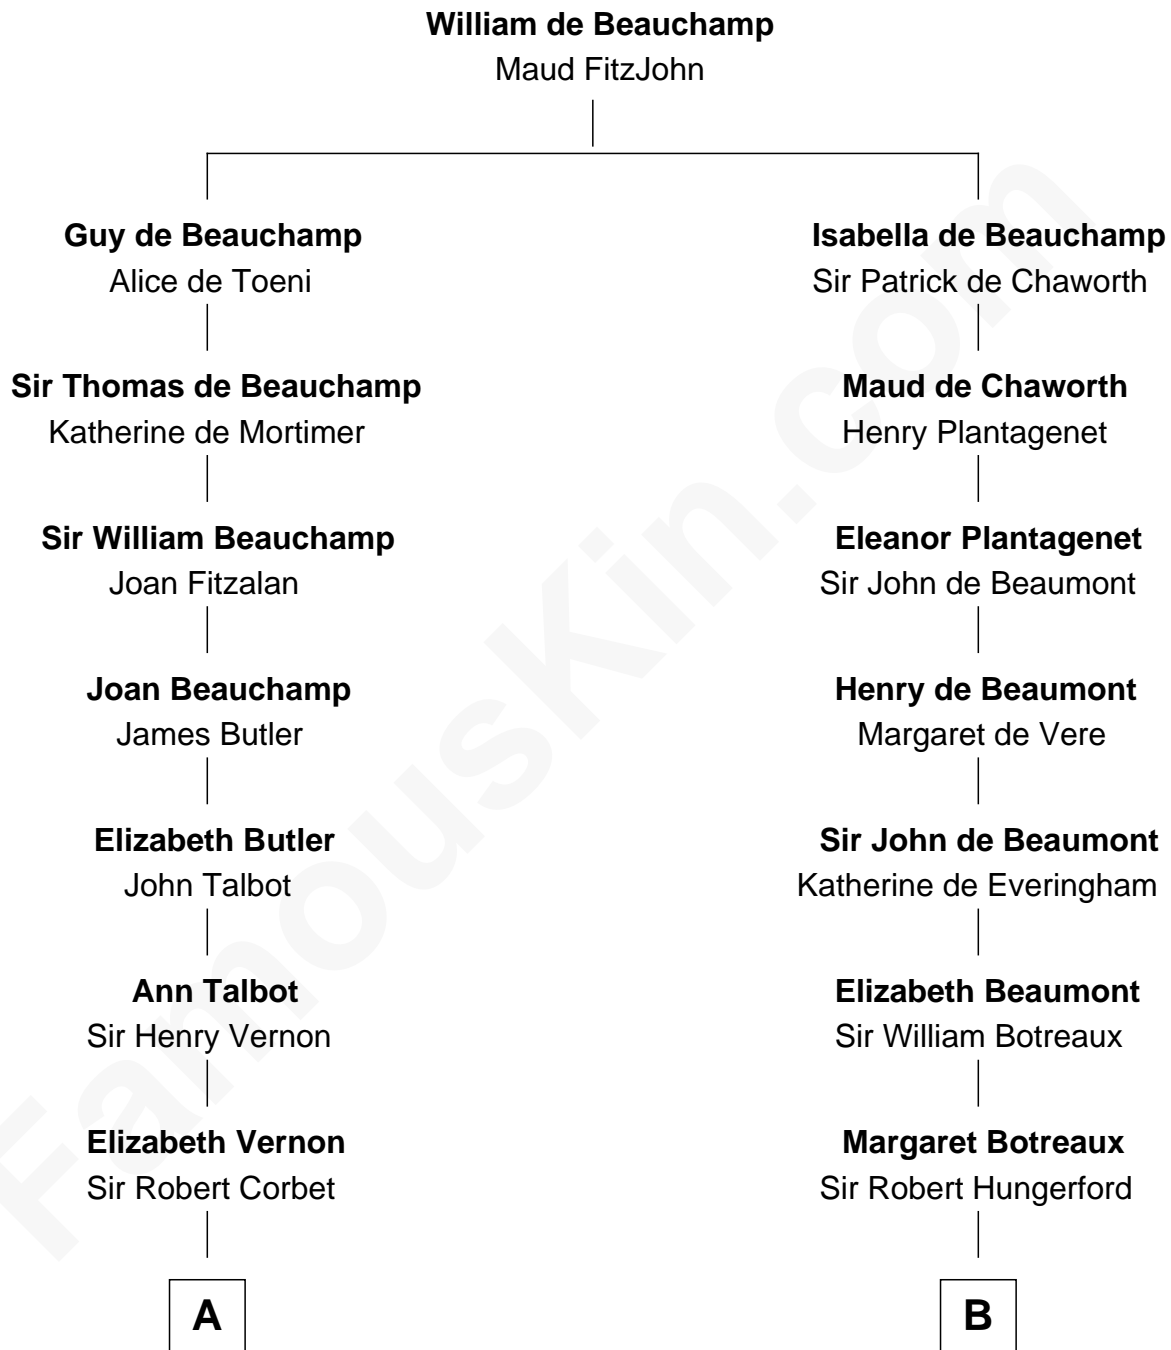 William de Beauchamp
Maud FitzJohn
Guy de Beauchamp
Alice de Toeni
Isabella de Beauchamp
Sir Patrick de Chaworth
Sir Thomas de Beauchamp
Katherine de Mortimer
Maud de Chaworth
Henry Plantagenet
Sir William Beauchamp
Joan Fitzalan
Eleanor Plantagenet
Sir John de Beaumont
Joan Beauchamp
James Butler
Henry de Beaumont
Margaret de Vere
Elizabeth Butler
John Talbot
Sir John de Beaumont
Katherine de Everingham
Ann Talbot
Sir Henry Vernon
Elizabeth Beaumont
Sir William Botreaux
Elizabeth Vernon
Sir Robert Corbet
Margaret Botreaux
Sir Robert Hungerford
A
B
FamousKin.com